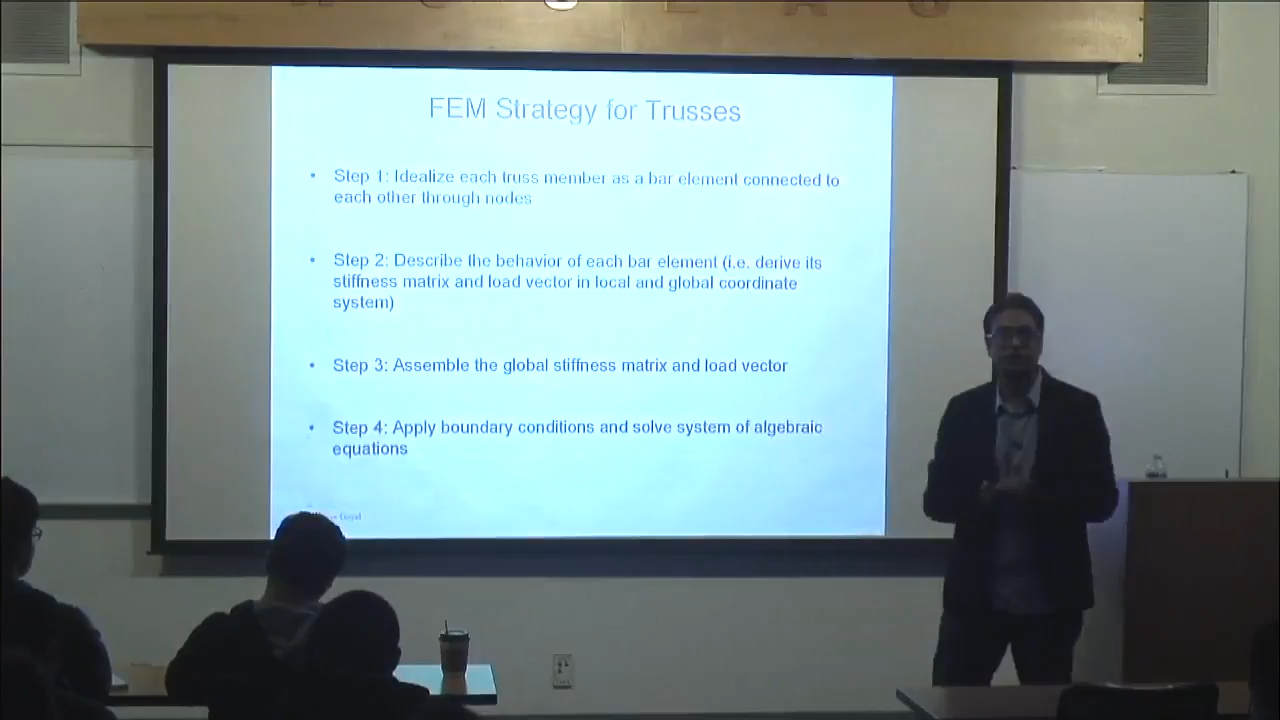 FEM Strategy for Trusses
• Step 1: Idealize each truss member as a bar element connected to
each other through nodes
• Step 2: Describe the behavior of each bar element (i.e. derive its
stiffness matrix and load vector in local and global coordinate
system)
• Step 3: Assemble the global stiffness matrix and load vector
• Step 4: Apply boundary conditions and solve system of algebraic
equations
Goyal